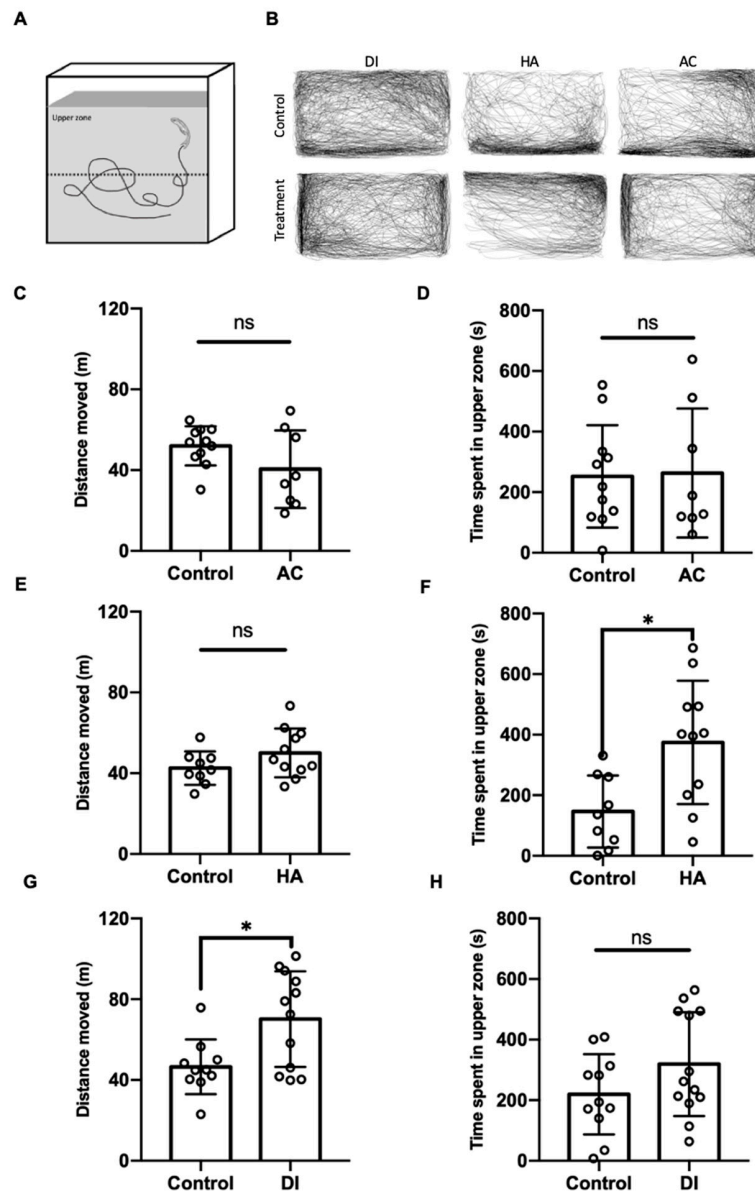 A
Upper zone
B
DI HA AC
Control
Treatment
C
Distance moved (m)
120
80
40
0
ns
Control AC
D
Time spent in upper zone (s)
800
600
400
200
0
ns
Control AC
E
Distance moved (m)
120
80
40
0
ns
Control HA
F
Time spent in upper zone (s)
800
600
400
200
0
*
Control HA
G
Distance moved (m)
120
80
40
0
*
Control DI
H
Time spent in upper zone (s)
800
600
400
200
0
ns
Control DI